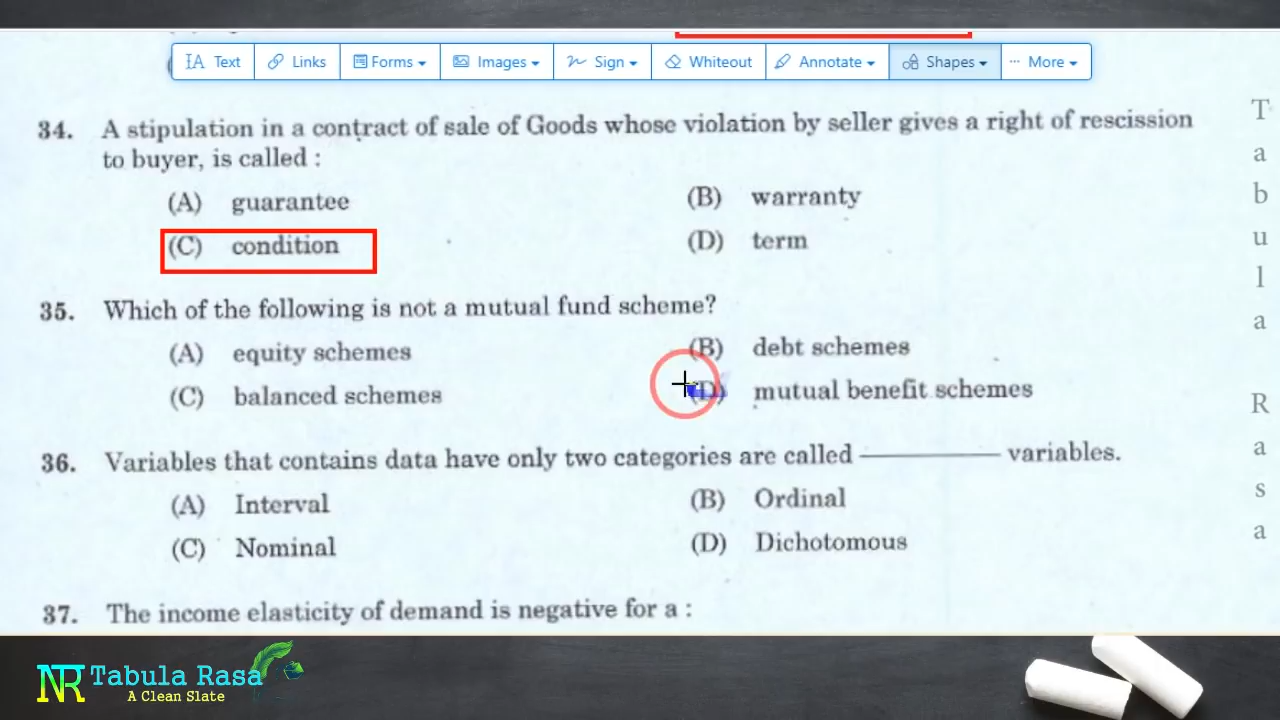 Text Links Forms Images Sign Whiteout Annotate Shapes More
34. A stipulation in a contract of sale of Goods whose violation by seller gives a right of rescission
to buyer, is called :
(A) guarantee (B) warranty
(C) condition (D) term
35. Which of the following is not a mutual fund scheme?
(A) equity schemes (B) debt schemes
(C) balanced schemes (D) mutual benefit schemes
36. Variables that contains data have only two categories are called ———— variables.
(A) Interval (B) Ordinal
(C) Nominal (D) Dichotomous
37. The income elasticity of demand is negative for a :
Tabula Rasa
NR Tabula Rasa
A Clean Slate